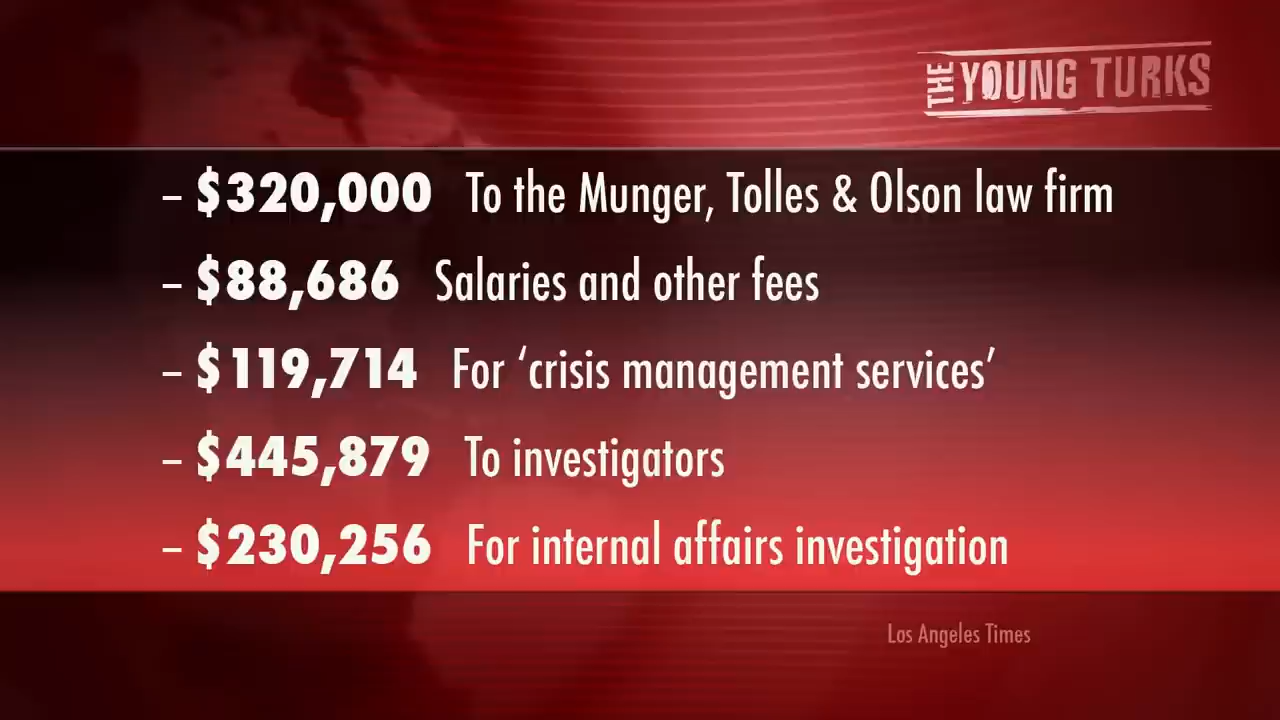 THE YOUNG TURKS
– $320,000 To the Munger, Tolles & Olson law firm
– $88,686 Salaries and other fees
– $119,714 For ‘crisis management services’
– $445,879 To investigators
– $230,256 For internal affairs investigation
Los Angeles Times